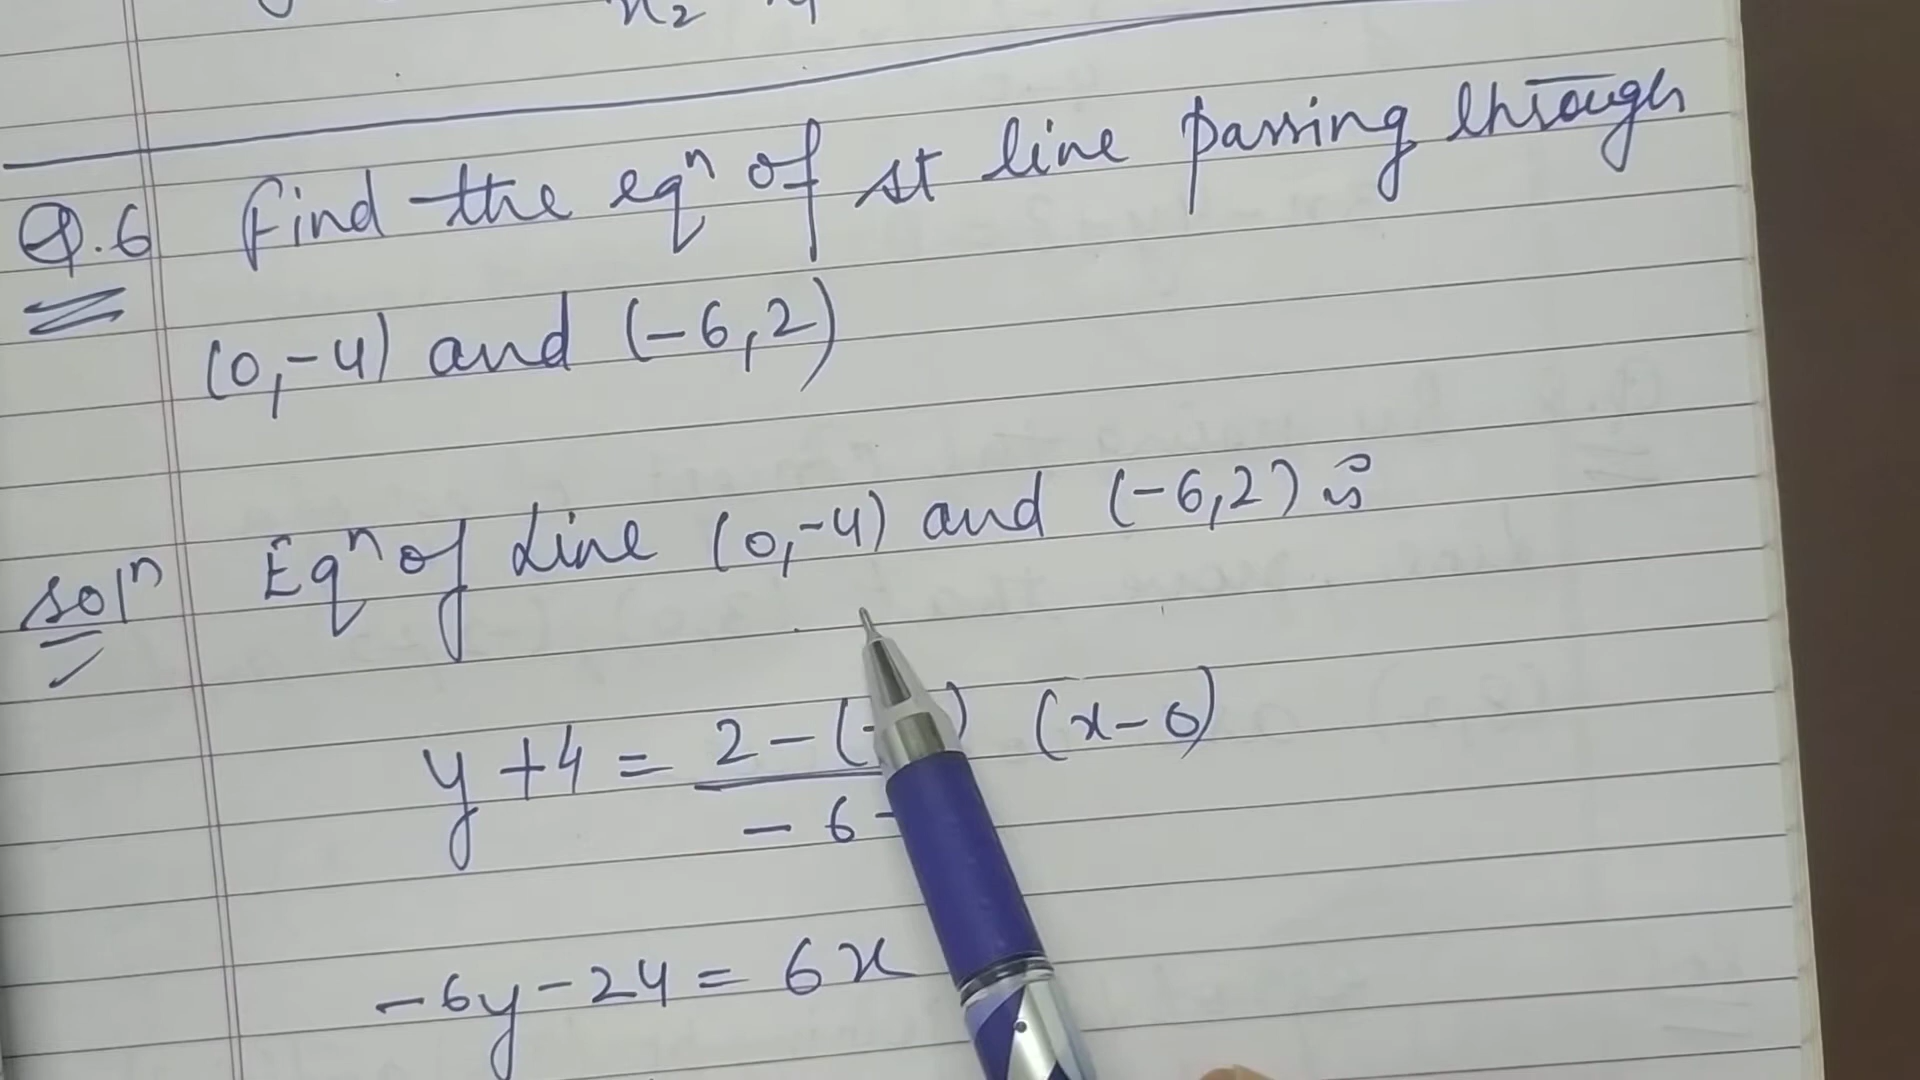 x₂
Q.6 Find the eqⁿ of st line passing through
(0,-4) and (-6,2)
Solⁿ Eqⁿ of Line (0,-4) and (-6,2) is
y+4 = 2-(- ) (x-0)
-6-
-6y-24 = 6x